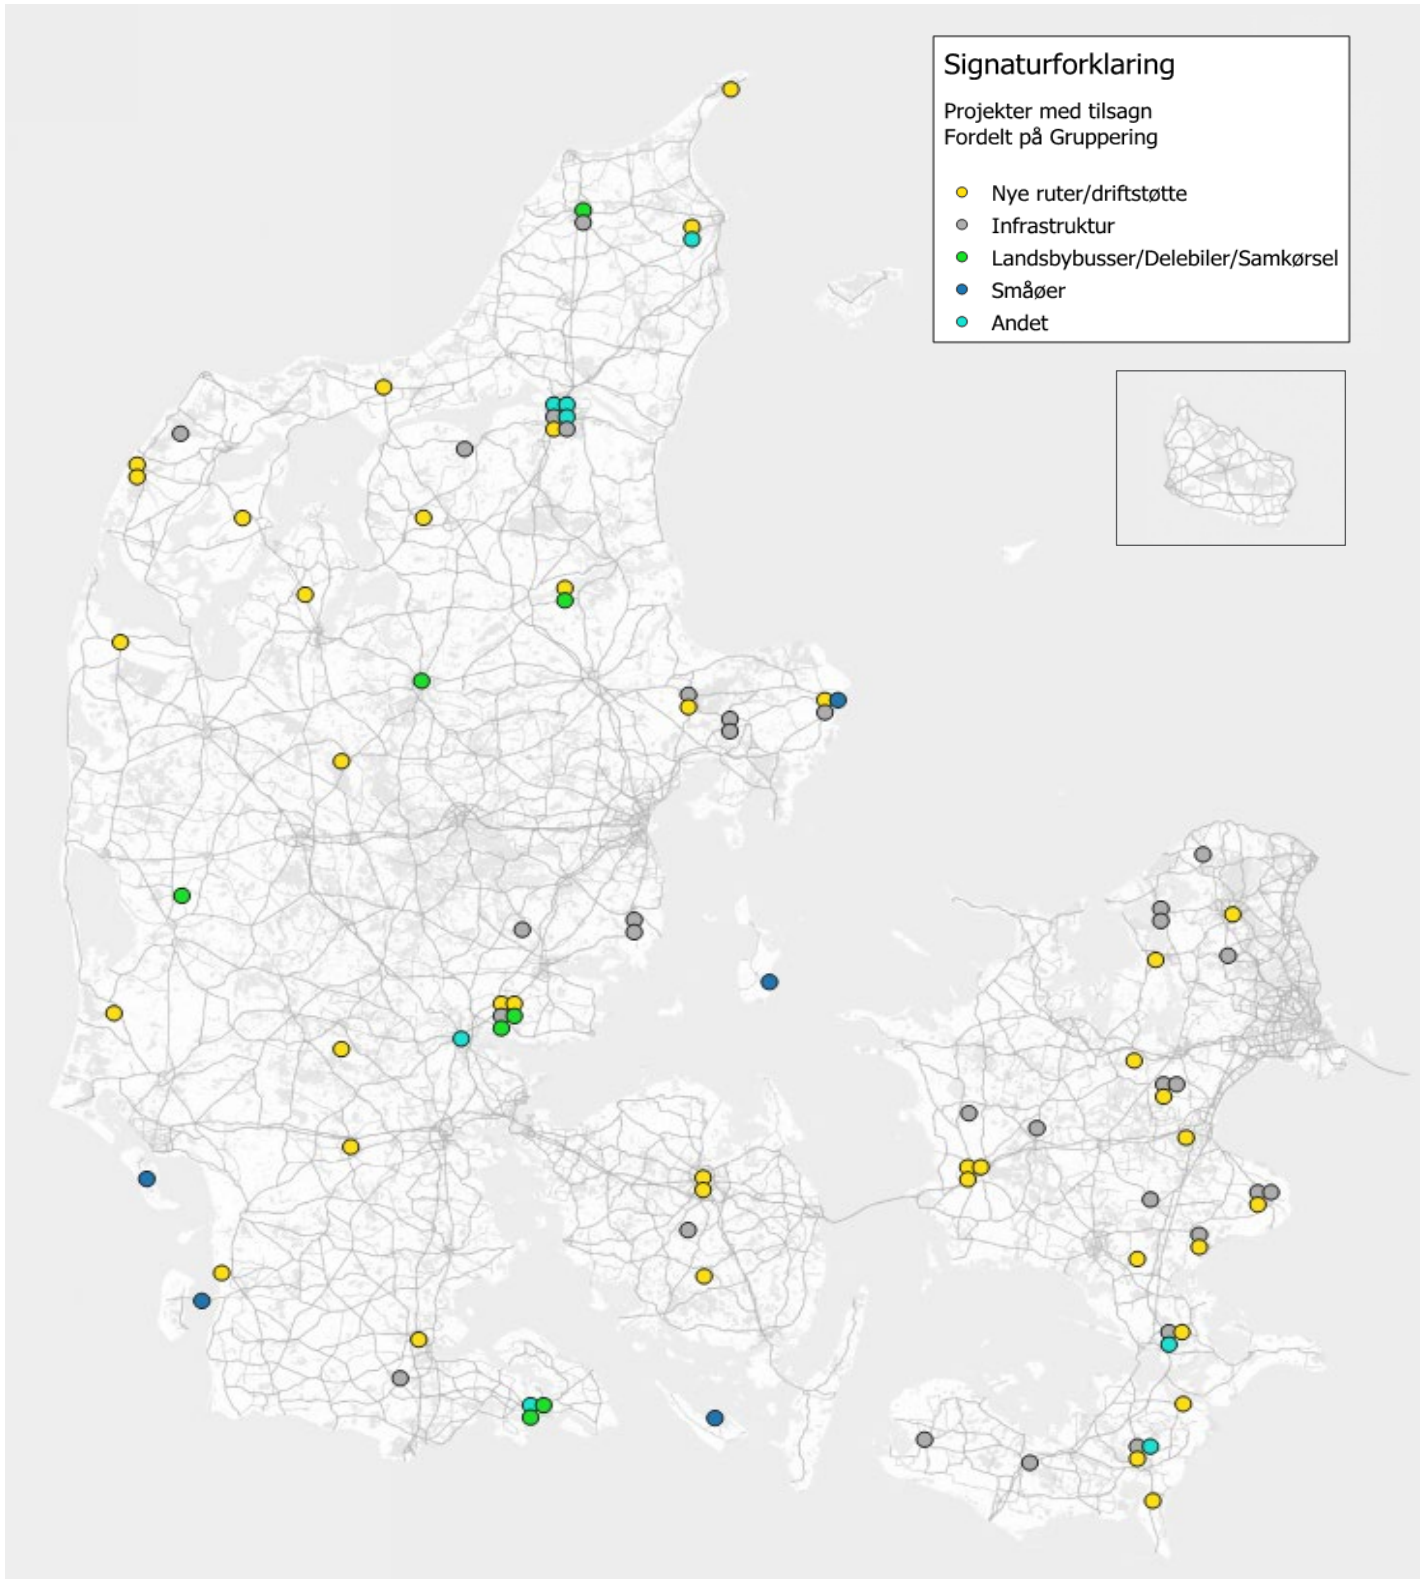 Signaturforklaring
Projekter med tilsagn
Fordelt på Gruppering
Nye ruter/driftstøtte
Infrastruktur
Landsbybusser/Delebiler/Samkørsel
Småøer
Andet